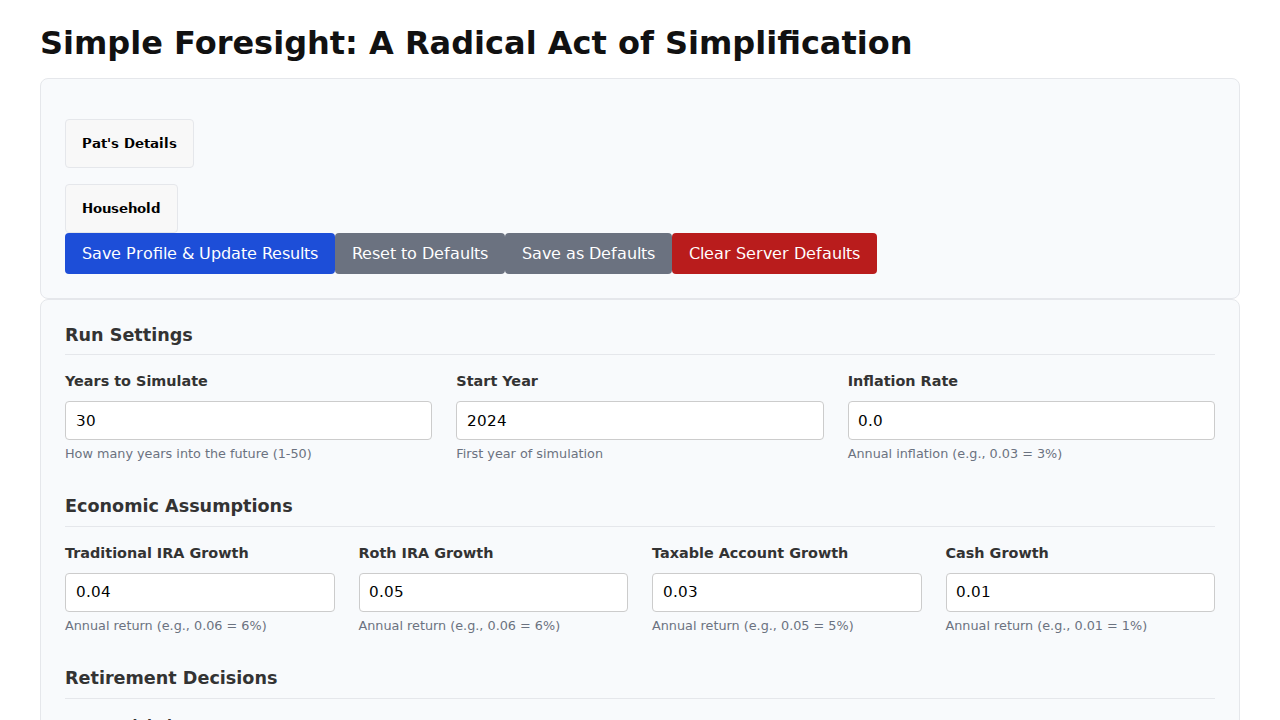 Simple Foresight: A Radical Act of Simplification
Pat's Details
Household
Save Profile & Update Results Reset to Defaults Save as Defaults Clear Server Defaults
Run Settings
Years to Simulate Start Year Inflation Rate
30 2024 0.0
How many years into the future (1-50) First year of simulation Annual inflation (e.g., 0.03 = 3%)
Economic Assumptions
Traditional IRA Growth Roth IRA Growth Taxable Account Growth Cash Growth
0.04 0.05 0.03 0.01
Annual return (e.g., 0.06 = 6%) Annual return (e.g., 0.06 = 6%) Annual return (e.g., 0.05 = 5%) Annual return (e.g., 0.01 = 1%)
Retirement Decisions